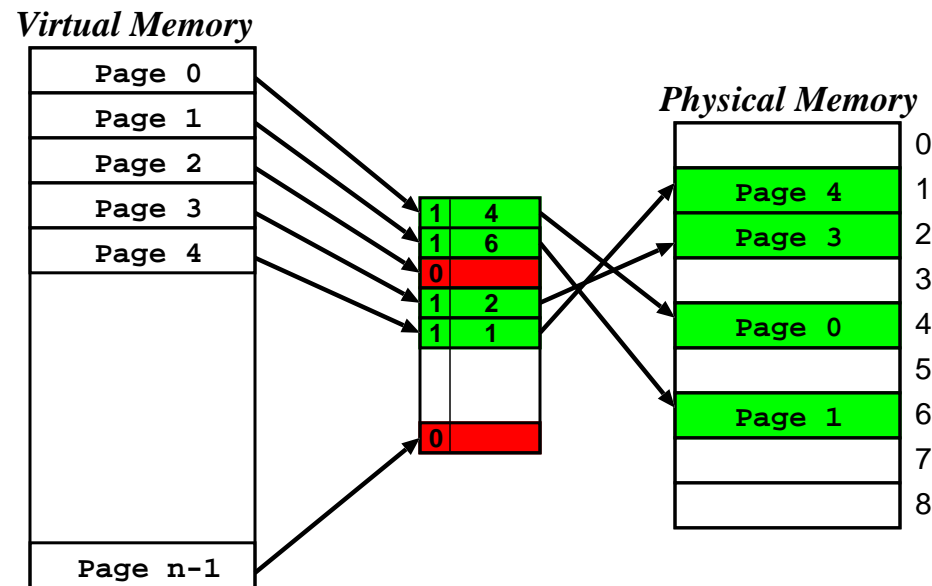 Virtual Memory
Page 0
Page 1
Page 2
Page 3
Page 4
Page n-1
1 4
1 6
0
1 2
1 1
0
Physical Memory
0
Page 4 1
Page 3 2
3
Page 0 4
5
Page 1 6
7
8